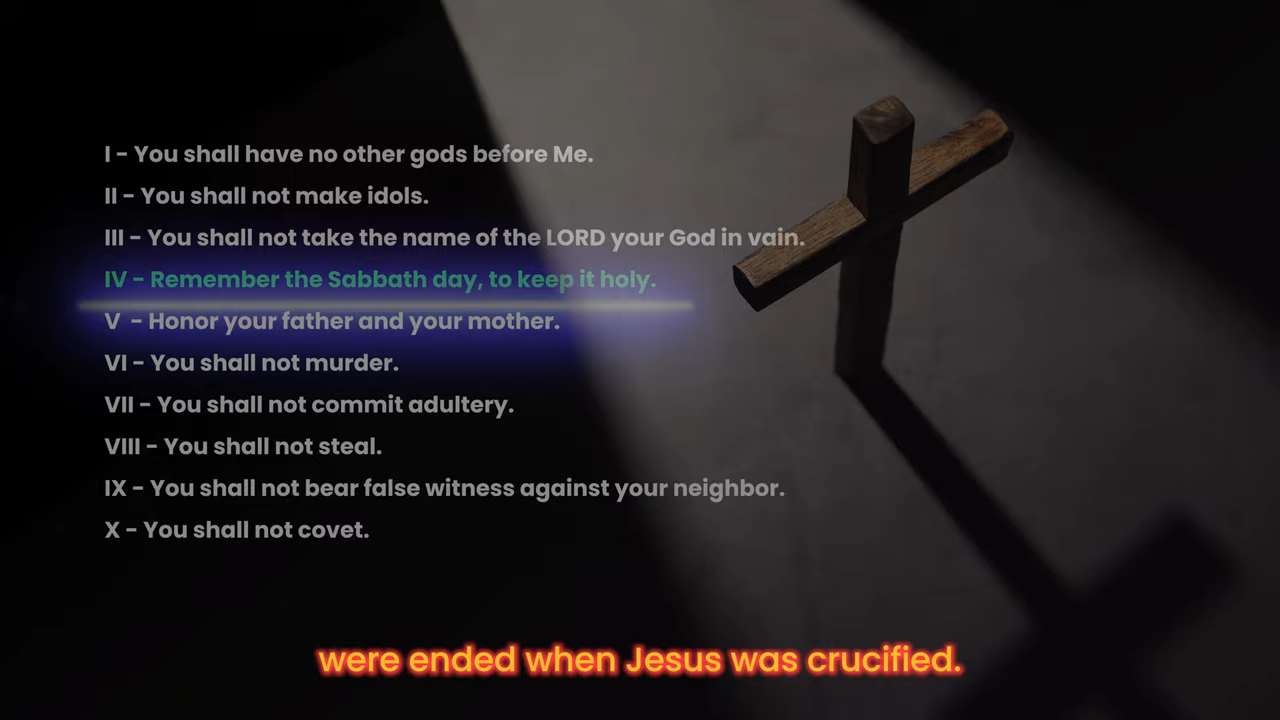 I - You shall have no other gods before Me.
II - You shall not make idols.
III - You shall not take the name of the LORD your God in vain.
IV - Remember the Sabbath day, to keep it holy.
V - Honor your father and your mother.
VI - You shall not murder.
VII - You shall not commit adultery.
VIII - You shall not steal.
IX - You shall not bear false witness against your neighbor.
X - You shall not covet.
were ended when Jesus was crucified.